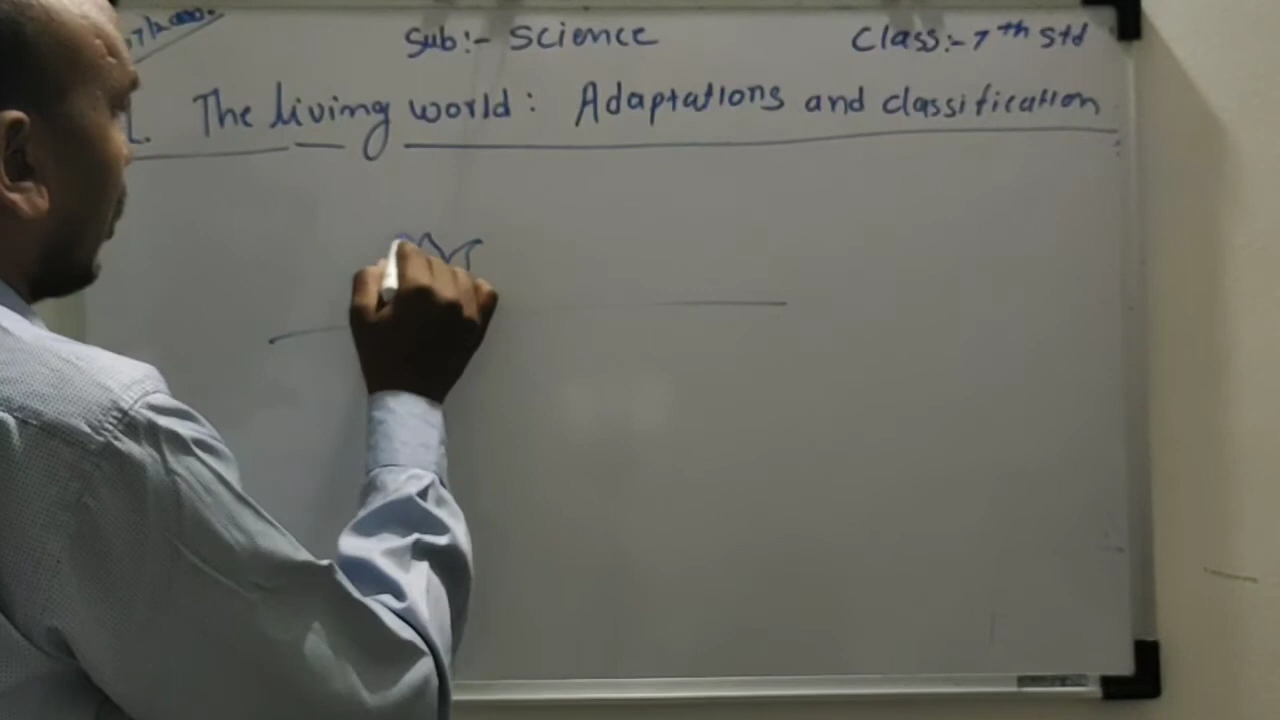 Sub:- Science
Class:- 7th Std
The living world: Adaptations and classification